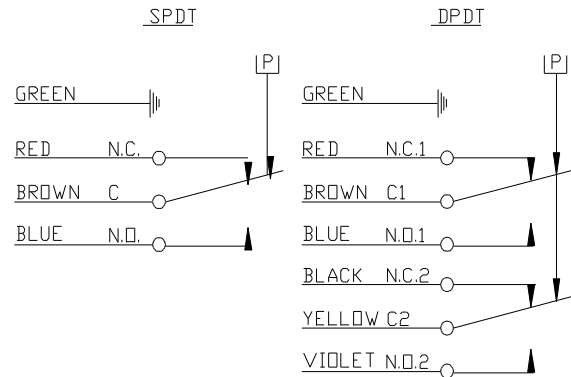 SPDT
P
GREEN
RED N.C.
BROWN C
BLUE N.O.
DPDT
P
GREEN
RED N.C.1
BROWN C1
BLUE N.O.1
BLACK N.C.2
YELLOW C2
VIOLET N.O.2